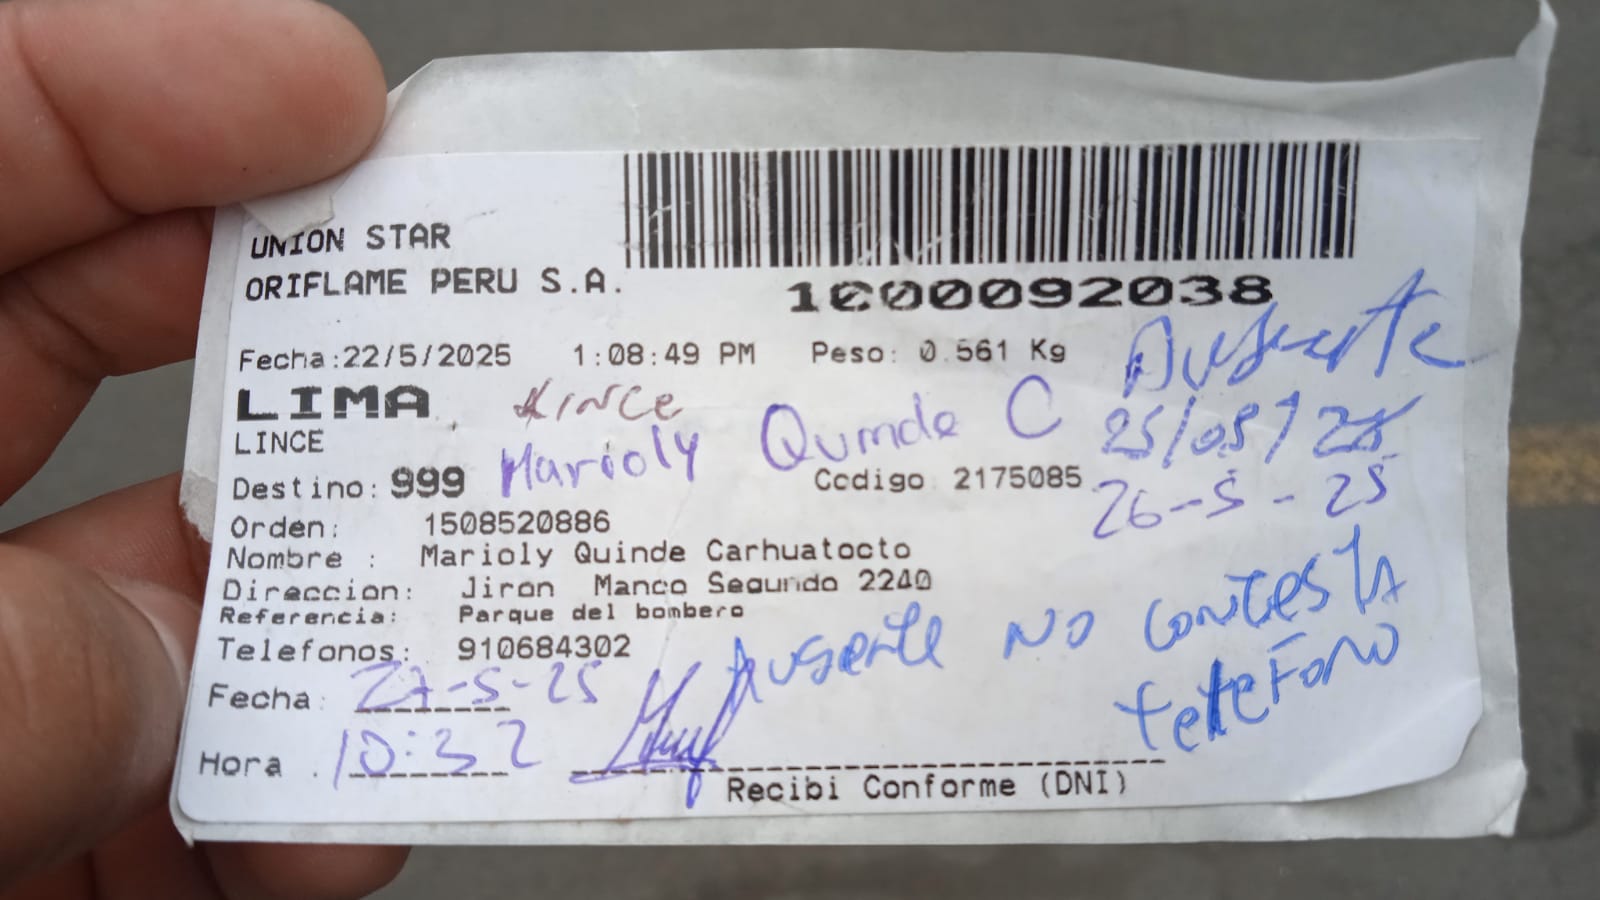 UNION STAR
ORIFLAME PERU S.A.
1C00092038
Fecha:22/5/2025 1:08:49 PM Peso: 0.561 Kg
Ausente
LIMA Lince
25/05/25
LINCE
Marioly Quinde C
Destino: 999 Codigo 2175085
26-5-25
Orden: 1508520886
Nombre : Marioly Quinde Carhuatocto
Direccion: Jiron Manco Segundo 2240
Referencia: Parque del bombero
Telefonos: 910684302
Ausente NO CONTESTA
TELEFONO
Fecha: 27-5-25
Hora : 10:32
Recibi Conforme (DNI)